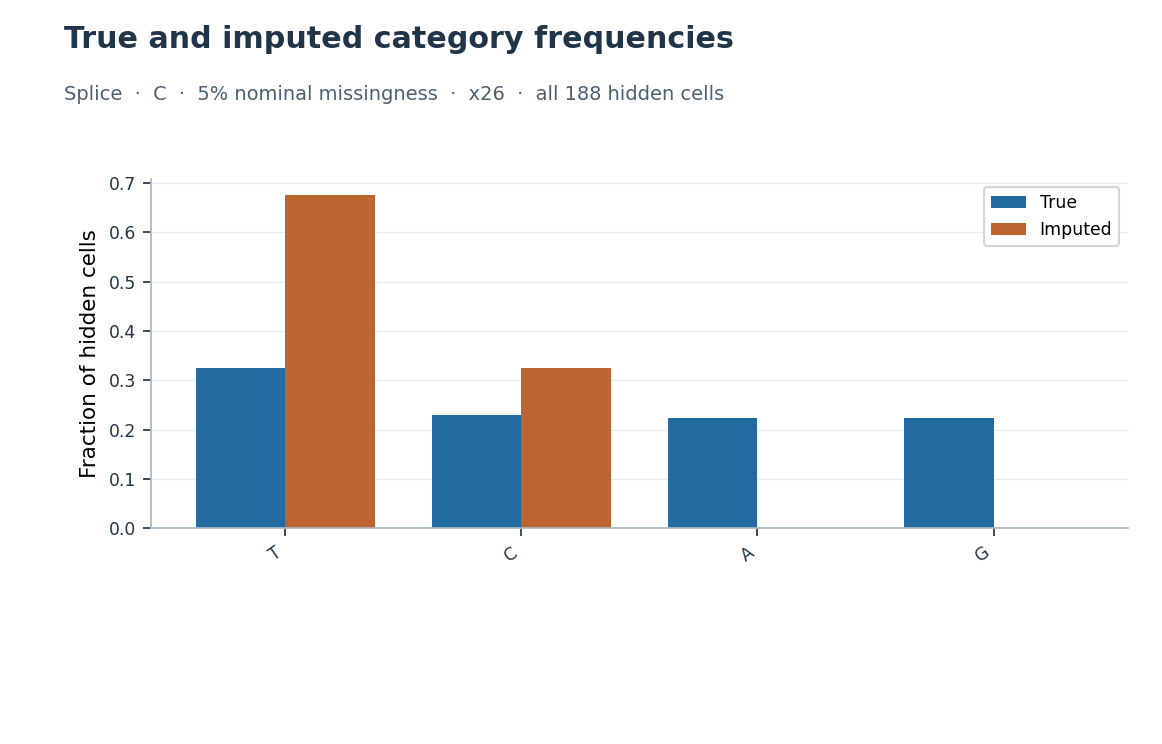 True and imputed category frequencies
Splice · C · 5% nominal missingness · x26 · all 188 hidden cells
Fraction of hidden cells
0.7
0.6
0.5
0.4
0.3
0.2
0.1
0.0
True
Imputed
T
C
A
G